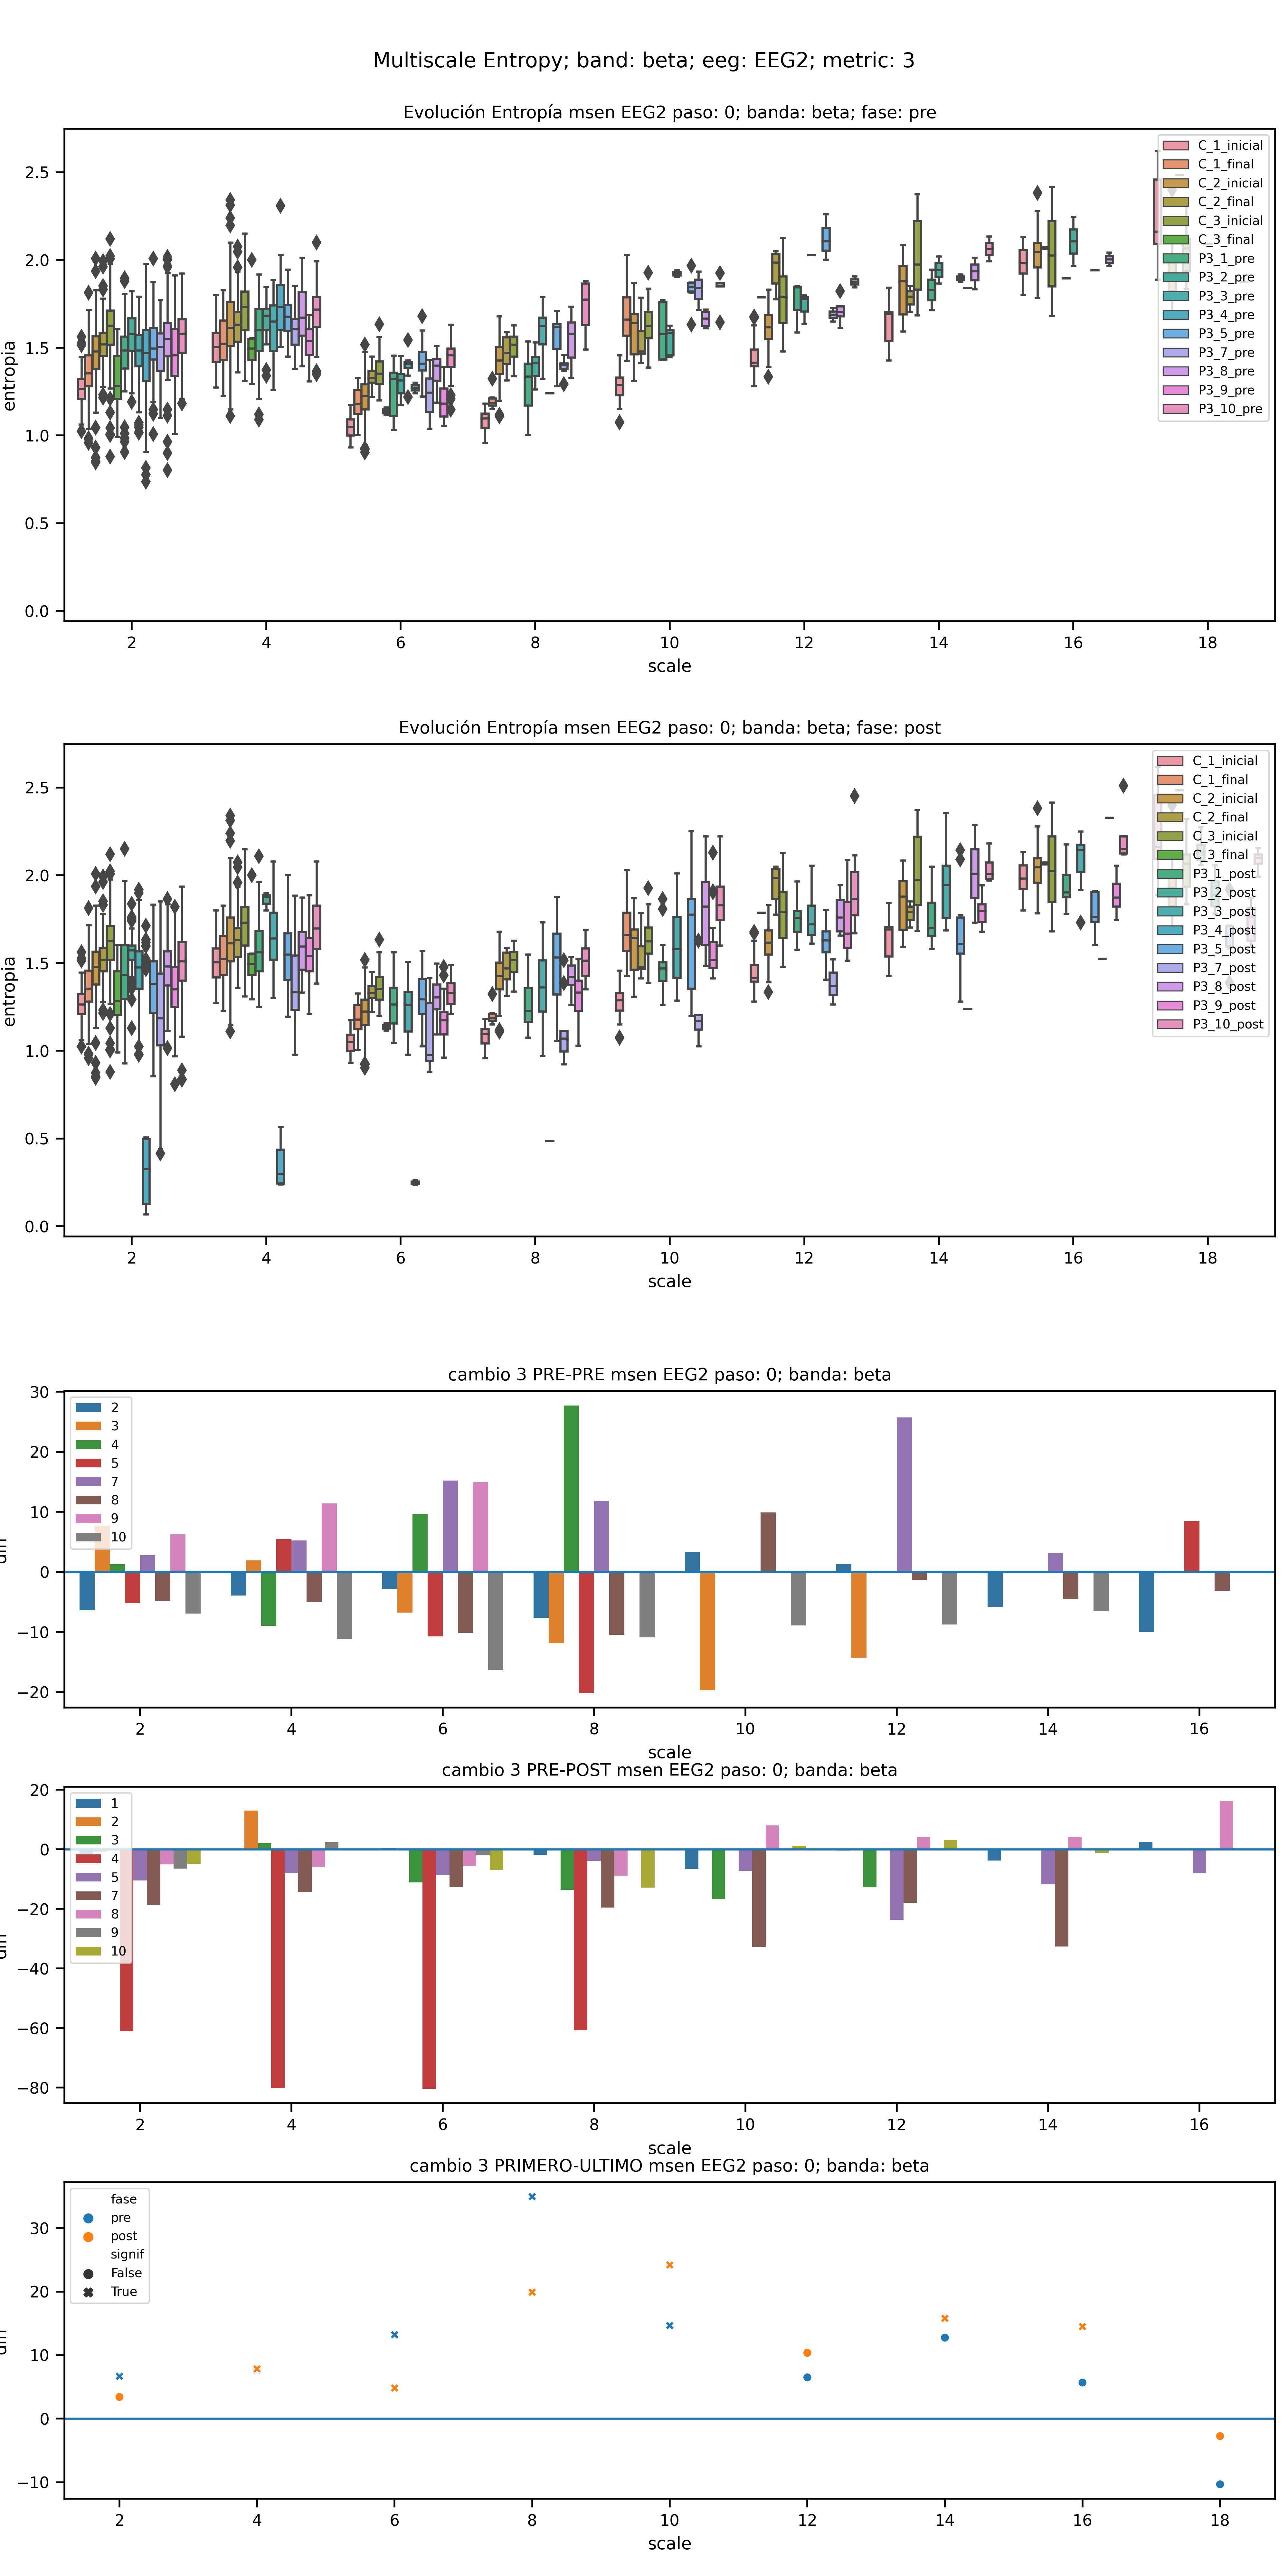 Multiscale Entropy; band: beta; eeg: EEG2; metric: 3
Evolución Entropía msen EEG2 paso: 0; banda: beta; fase: pre
entropia
2.5
2.0
1.5
1.0
0.5
0.0
C_1_inicial
C_1_final
C_2_inicial
C_2_final
C_3_inicial
C_3_final
P3_1_pre
P3_2_pre
P3_3_pre
P3_4_pre
P3_5_pre
P3_7_pre
P3_8_pre
P3_9_pre
P3_10_pre
2 4 6 8 10 12 14 16 18
scale
Evolución Entropía msen EEG2 paso: 0; banda: beta; fase: post
entropia
2.5
2.0
1.5
1.0
0.5
0.0
C_1_inicial
C_1_final
C_2_inicial
C_2_final
C_3_inicial
C_3_final
P3_1_post
P3_2_post
P3_3_post
P3_4_post
P3_5_post
P3_7_post
P3_8_post
P3_9_post
P3_10_post
2 4 6 8 10 12 14 16 18
scale
cambio 3 PRE-PRE msen EEG2 paso: 0; banda: beta
30
20
10
0
−10
−20
2
3
4
5
7
8
9
10
2 4 6 8 10 12 14 16
scale
cambio 3 PRE-POST msen EEG2 paso: 0; banda: beta
20
0
−20
−40
−60
−80
1
2
3
4
5
7
8
9
10
2 4 6 8 10 12 14 16
scale
cambio 3 PRIMERO-ULTIMO msen EEG2 paso: 0; banda: beta
30
20
10
0
−10
fase
pre
post
signif
False
True
2 4 6 8 10 12 14 16 18
scale